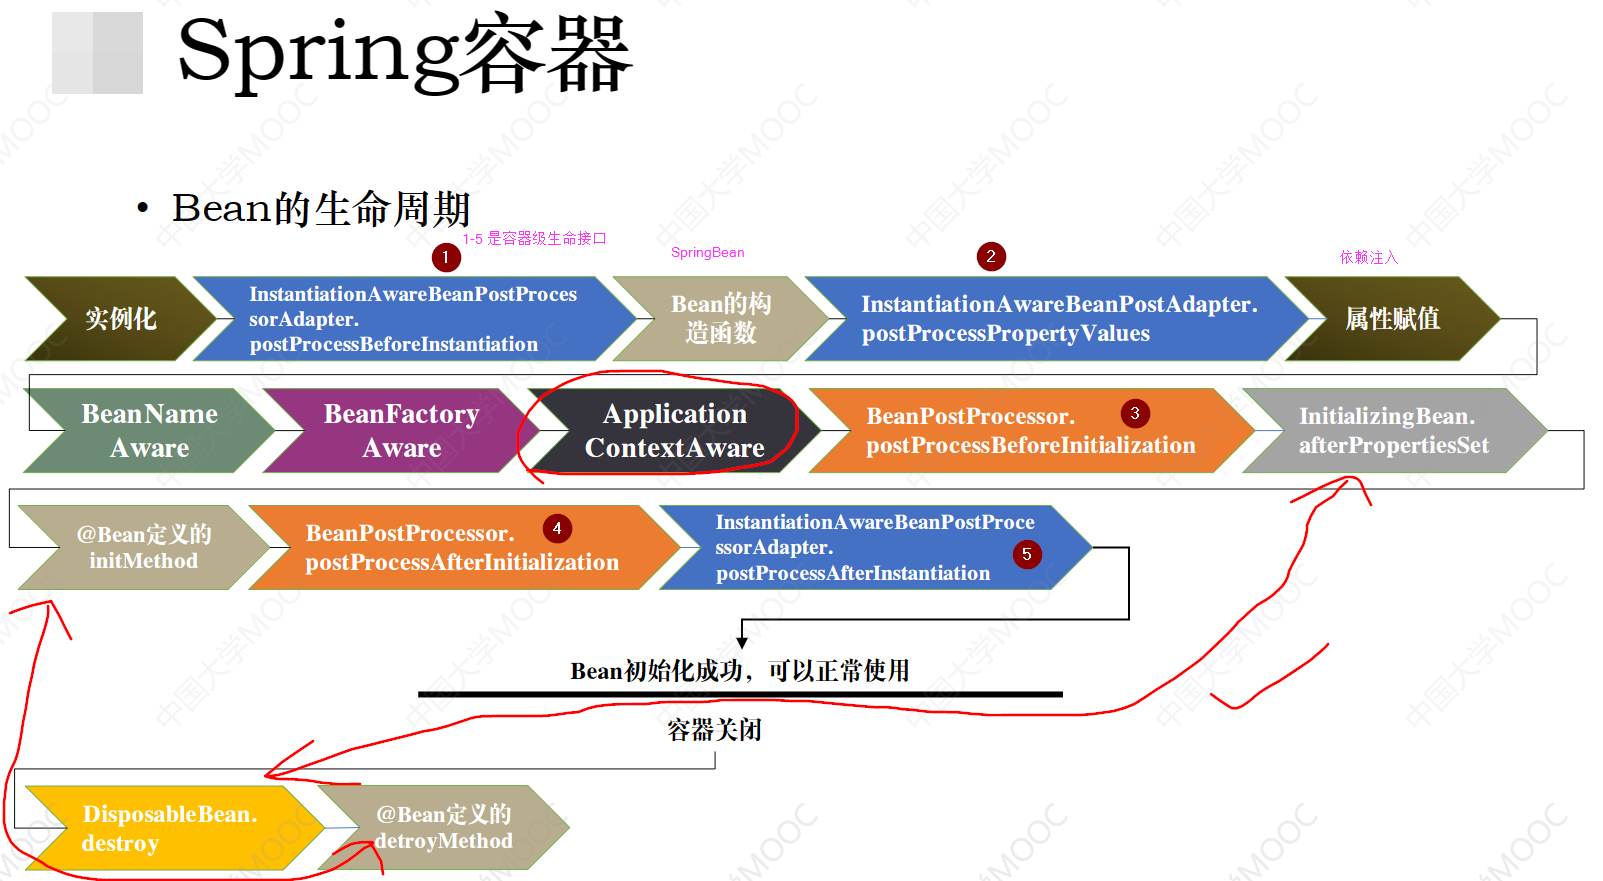 Spring容器
• Bean的生命周期
1
1-5 是容器级生命接口
SpringBean
2
依赖注入
实例化
InstantiationAwareBeanPostProces
sorAdapter.
postProcessBeforeInstantiation
Bean的构
造函数
InstantiationAwareBeanPostAdapter.
postProcessPropertyValues
属性赋值
BeanName
Aware
BeanFactory
Aware
Application
ContextAware
BeanPostProcessor.
postProcessBeforeInitialization
3
InitializingBean.
afterPropertiesSet
@Bean定义的
initMethod
BeanPostProcessor.
postProcessAfterInitialization
4
InstantiationAwareBeanPostProce
ssorAdapter.
postProcessAfterInstantiation
5
Bean初始化成功，可以正常使用
容器关闭
DisposableBean.
destroy
@Bean定义的
detroyMethod
中国大学MOOC